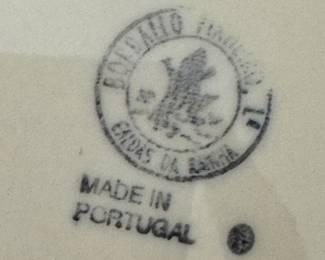 BORDALLO PINHEIRO,
CALDAS DA RAINHA
MADE IN
PORTUGAL